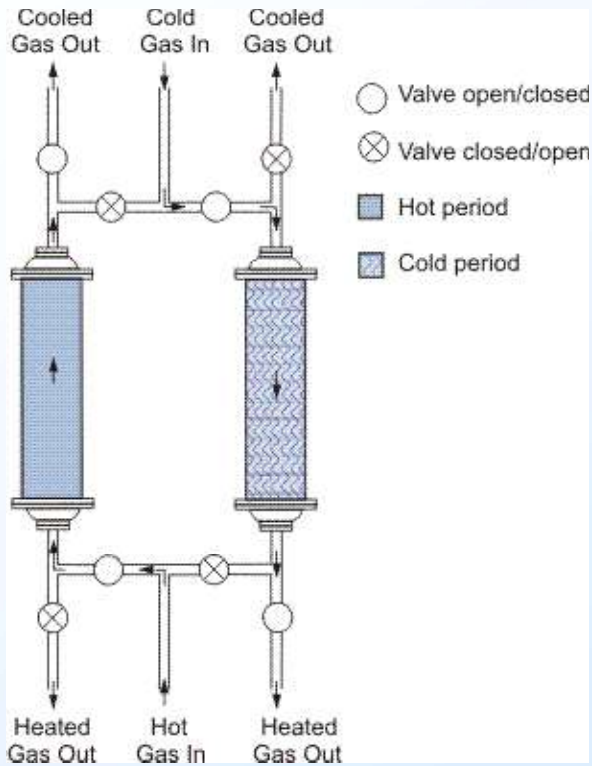 Cooled
Gas Out
Cold
Gas In
Cooled
Gas Out
Valve open/closed
Valve closed/open
Hot period
Cold period
Heated
Gas Out
Hot
Gas In
Heated
Gas Out